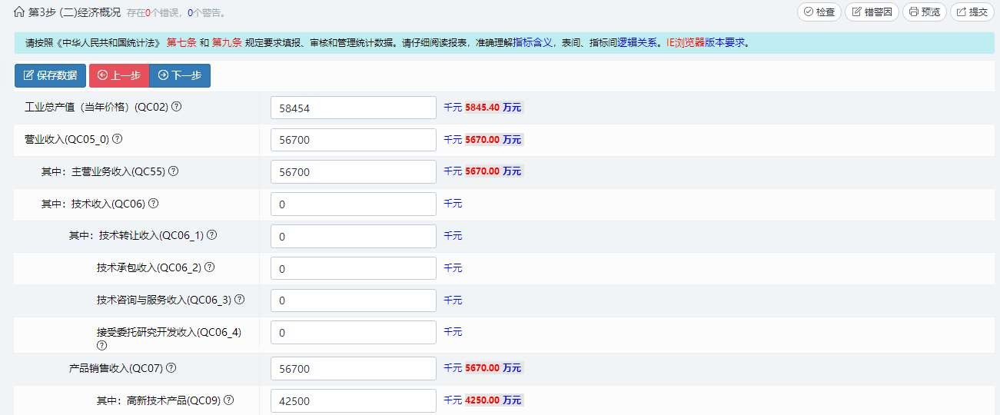 第3步 (二)经济概况 存在0个错误，0个警告。 检查 错警因 预览 提交
请按照《中华人民共和国统计法》 第七条 和 第九条 规定要求填报、审核和管理统计数据。请仔细阅读报表，准确理解指标含义，表间、指标间逻辑关系。IE浏览器版本要求。
保存数据 上一步 下一步
工业总产值（当年价格）(QC02) 58454 千元 5845.40 万元
营业收入(QC05_0) 56700 千元 5670.00 万元
其中：主营业务收入(QC55) 56700 千元 5670.00 万元
其中：技术收入(QC06) 0 千元
其中：技术转让收入(QC06_1) 0 千元
技术承包收入(QC06_2) 0 千元
技术咨询与服务收入(QC06_3) 0 千元
接受委托研究开发收入(QC06_4) 0 千元
产品销售收入(QC07) 56700 千元 5670.00 万元
其中：高新技术产品(QC09) 42500 千元 4250.00 万元